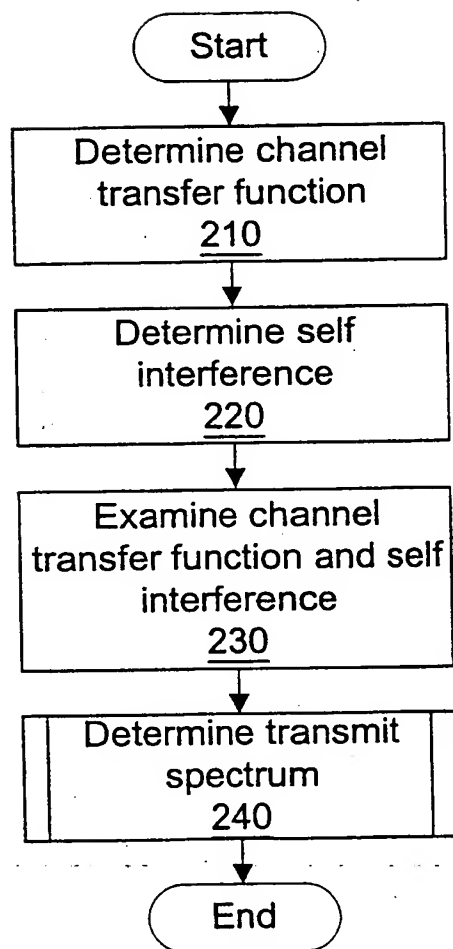 Start
Determine channel
transfer function
210
Determine self
interference
220
Examine channel
transfer function and self
interference
230
Determine transmit
spectrum
240
End